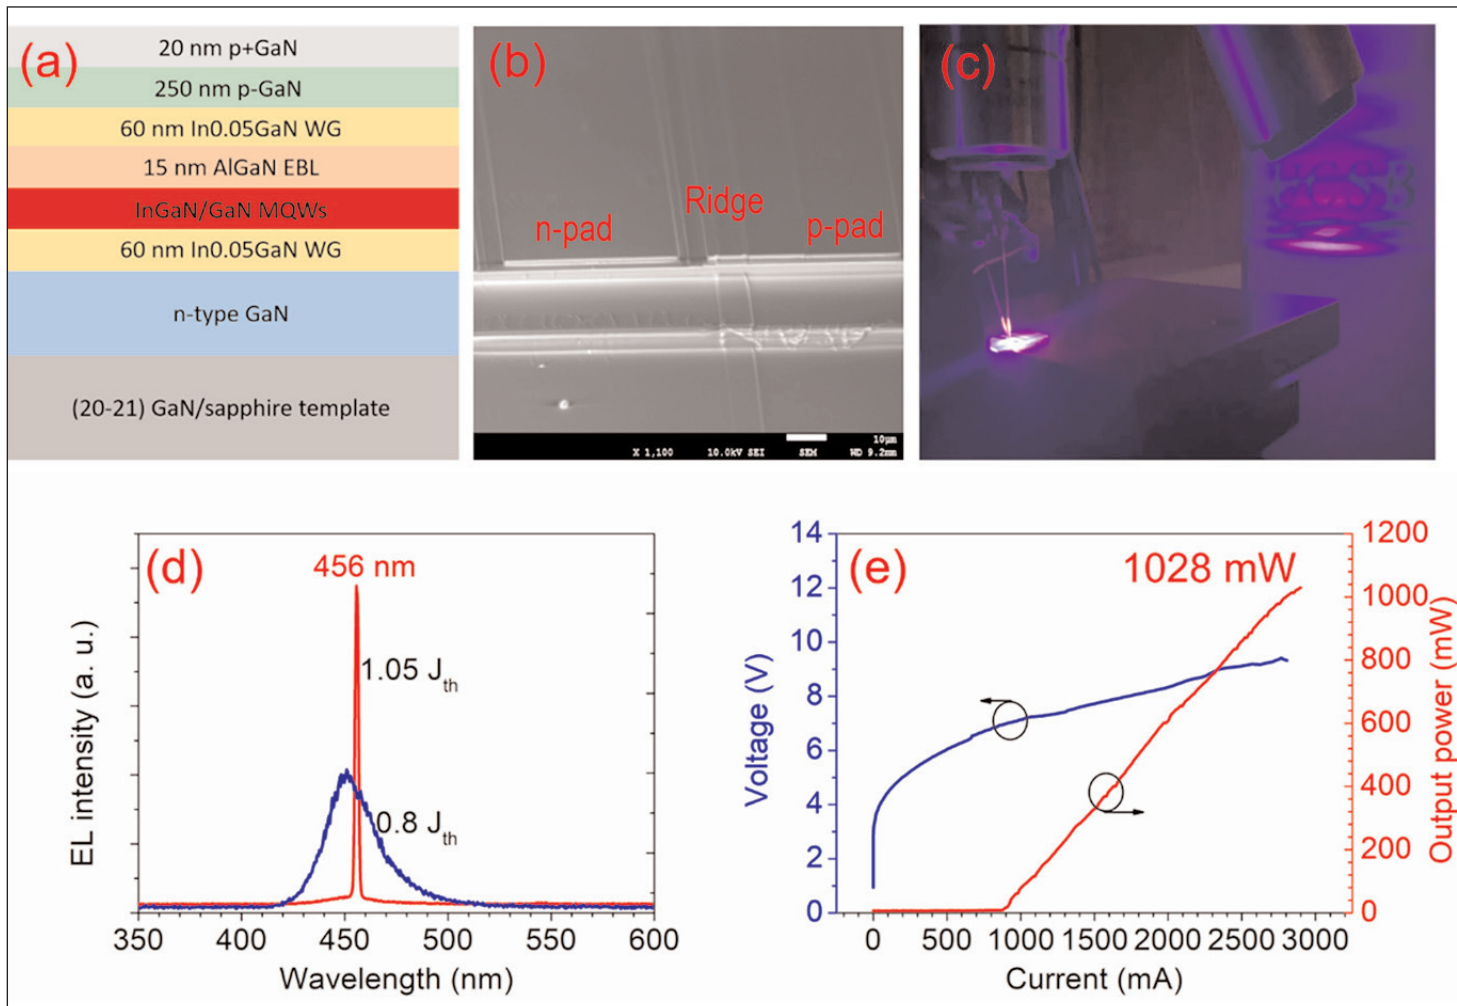 (a)
20 nm p+GaN
250 nm p-GaN
60 nm In0.05GaN WG
15 nm AlGaN EBL
InGaN/GaN MQWs
60 nm In0.05GaN WG
n-type GaN
(20-21) GaN/sapphire template
(b)
n-pad
Ridge
p-pad
10µm
X 1,100 10.0kV SEI SEM WD 9.2mm
(c)
(d)
456 nm
1.05 Jth
0.8 Jth
EL intensity (a. u.)
350 400 450 500 550 600
Wavelength (nm)
(e)
1028 mW
Voltage (V)
14
12
10
8
6
4
2
0
0 500 1000 1500 2000 2500 3000
Current (mA)
1200
1000
800
600
400
200
0
Output power (mW)